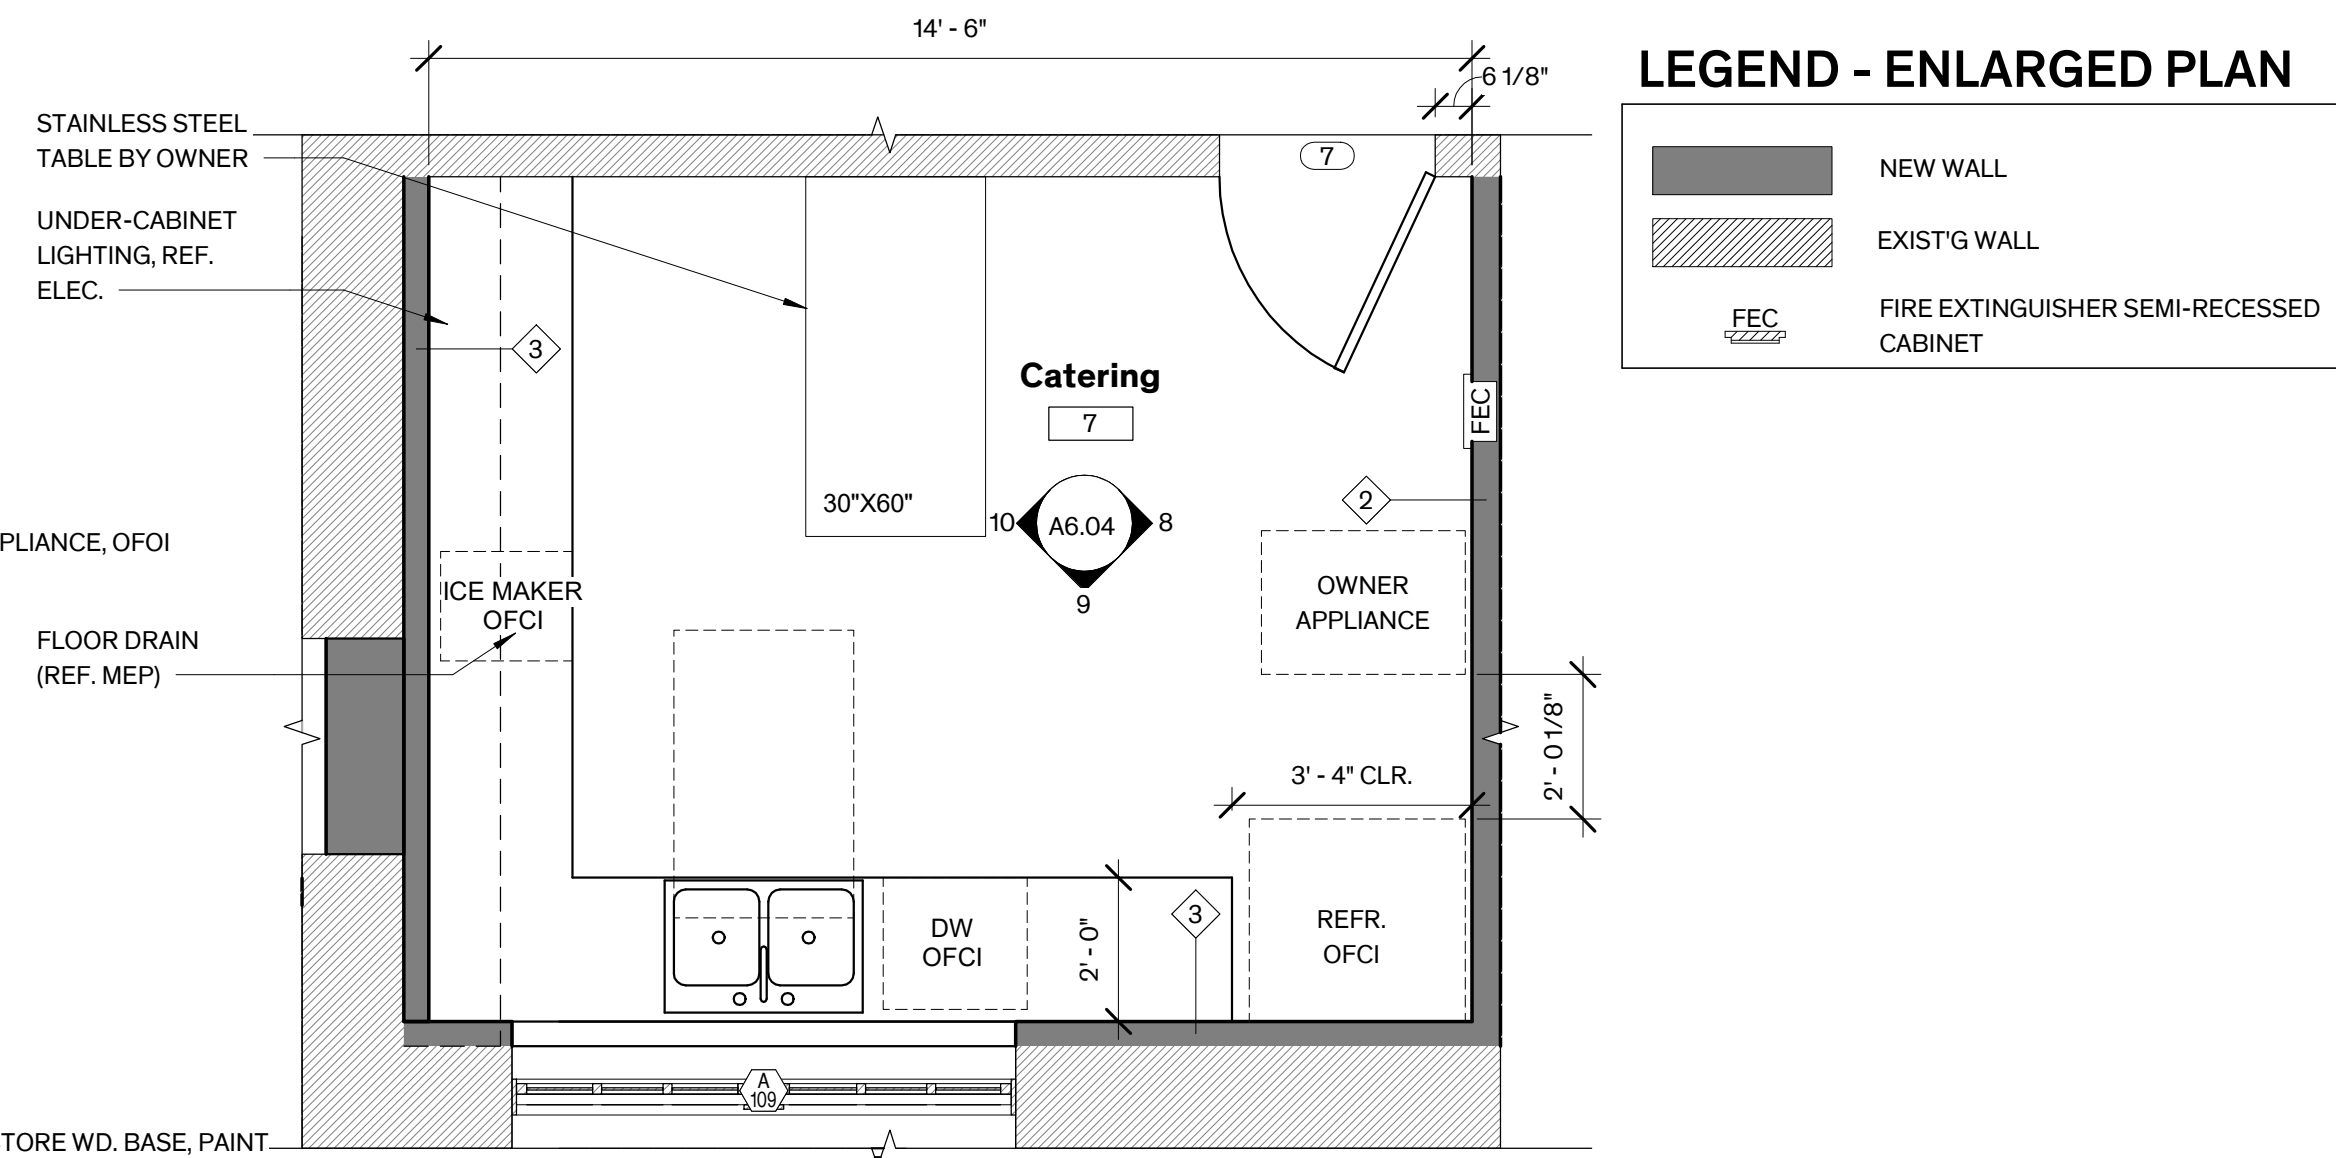 14' - 6"
6 1/8"
LEGEND - ENLARGED PLAN
STAINLESS STEEL
TABLE BY OWNER
7
NEW WALL
UNDER-CABINET
LIGHTING, REF.
ELEC.
EXIST'G WALL
FEC
FIRE EXTINGUISHER SEMI-RECESSED
CABINET
3
Catering
7
FEC
30"X60"
2
10
A6.04
8
9
PLIANCE, OFOI
ICE MAKER
OFCI
OWNER
APPLIANCE
FLOOR DRAIN
(REF. MEP)
2' - 0 1/8"
3' - 4" CLR.
DW
OFCI
2' - 0"
3
REFR.
OFCI
A
109
TORE WD. BASE, PAINT